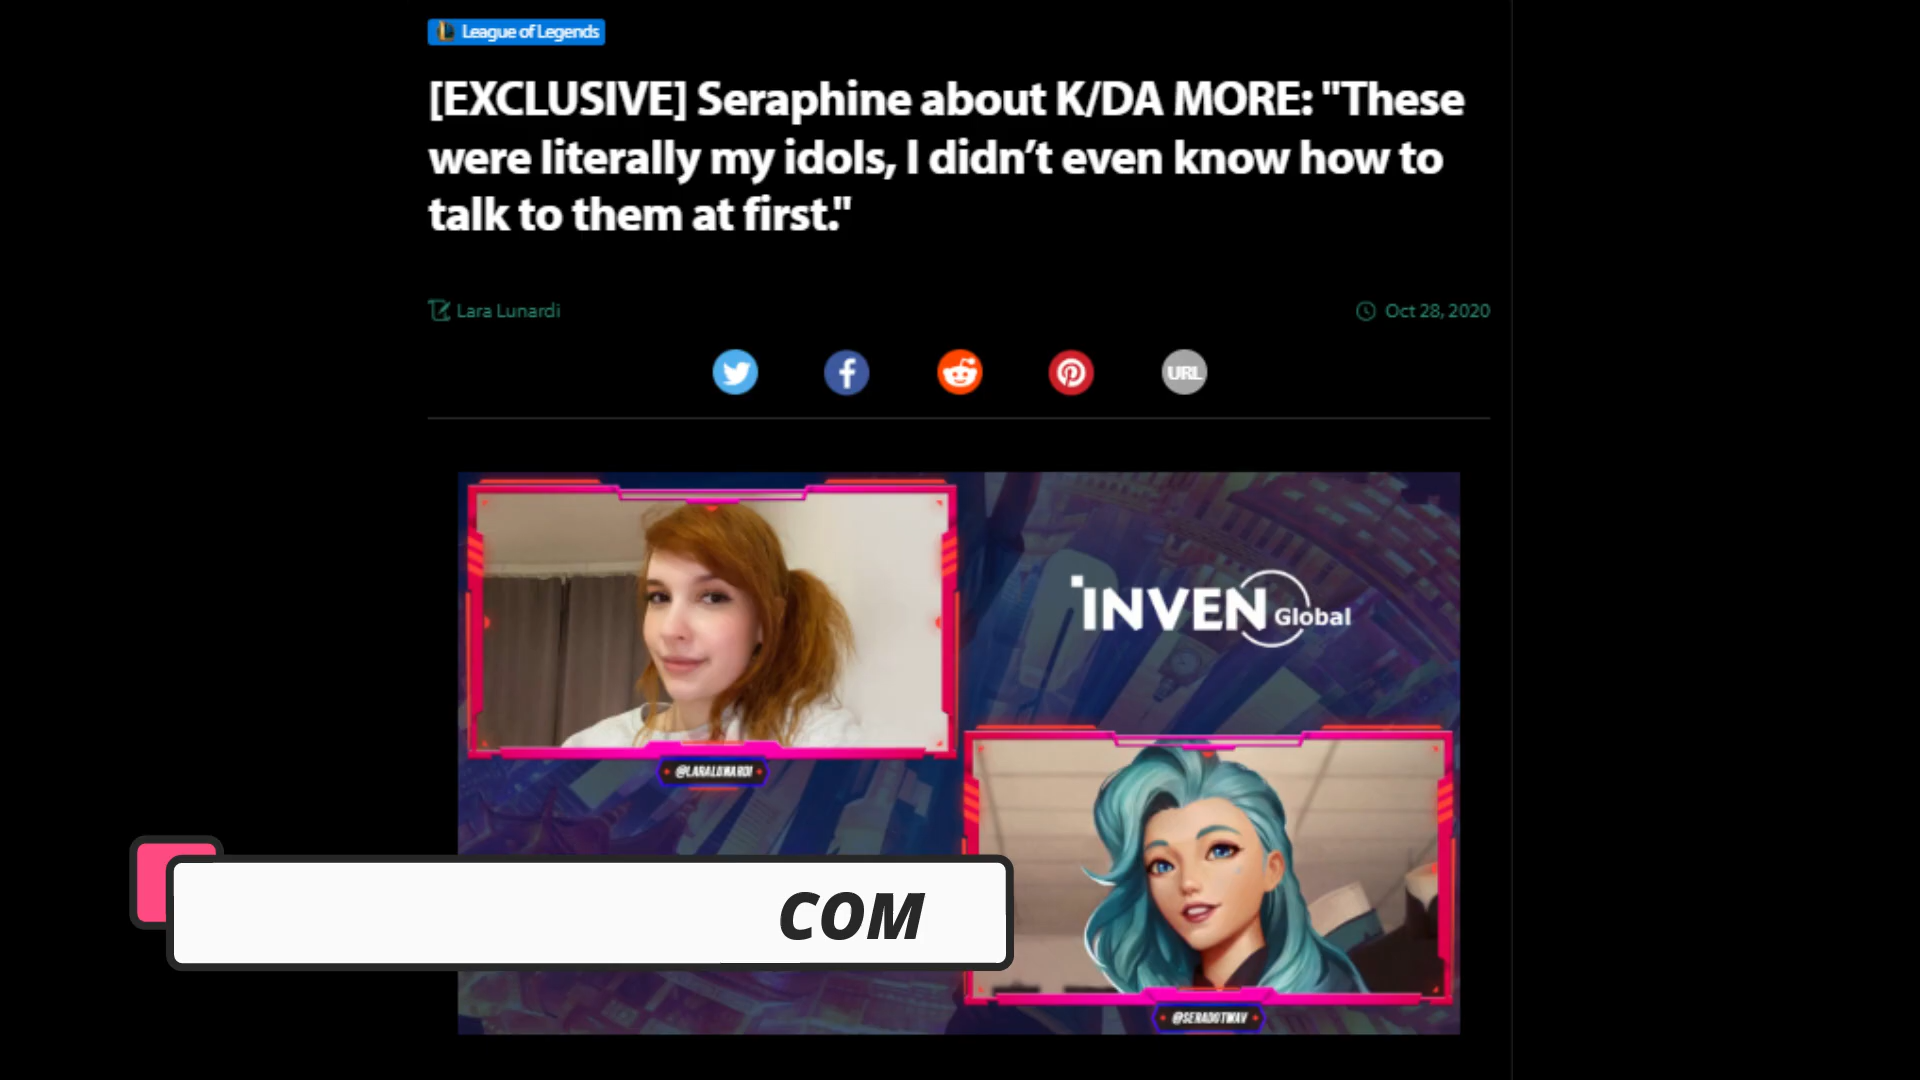 League of Legends
[EXCLUSIVE] Seraphine about K/DA MORE: "These
were literally my idols, I didn’t even know how to
talk to them at first."
Lara Lunardi
Oct 28, 2020
URL
INVEN Global
@LARALUNARDI
COM
@SERADOTWAV